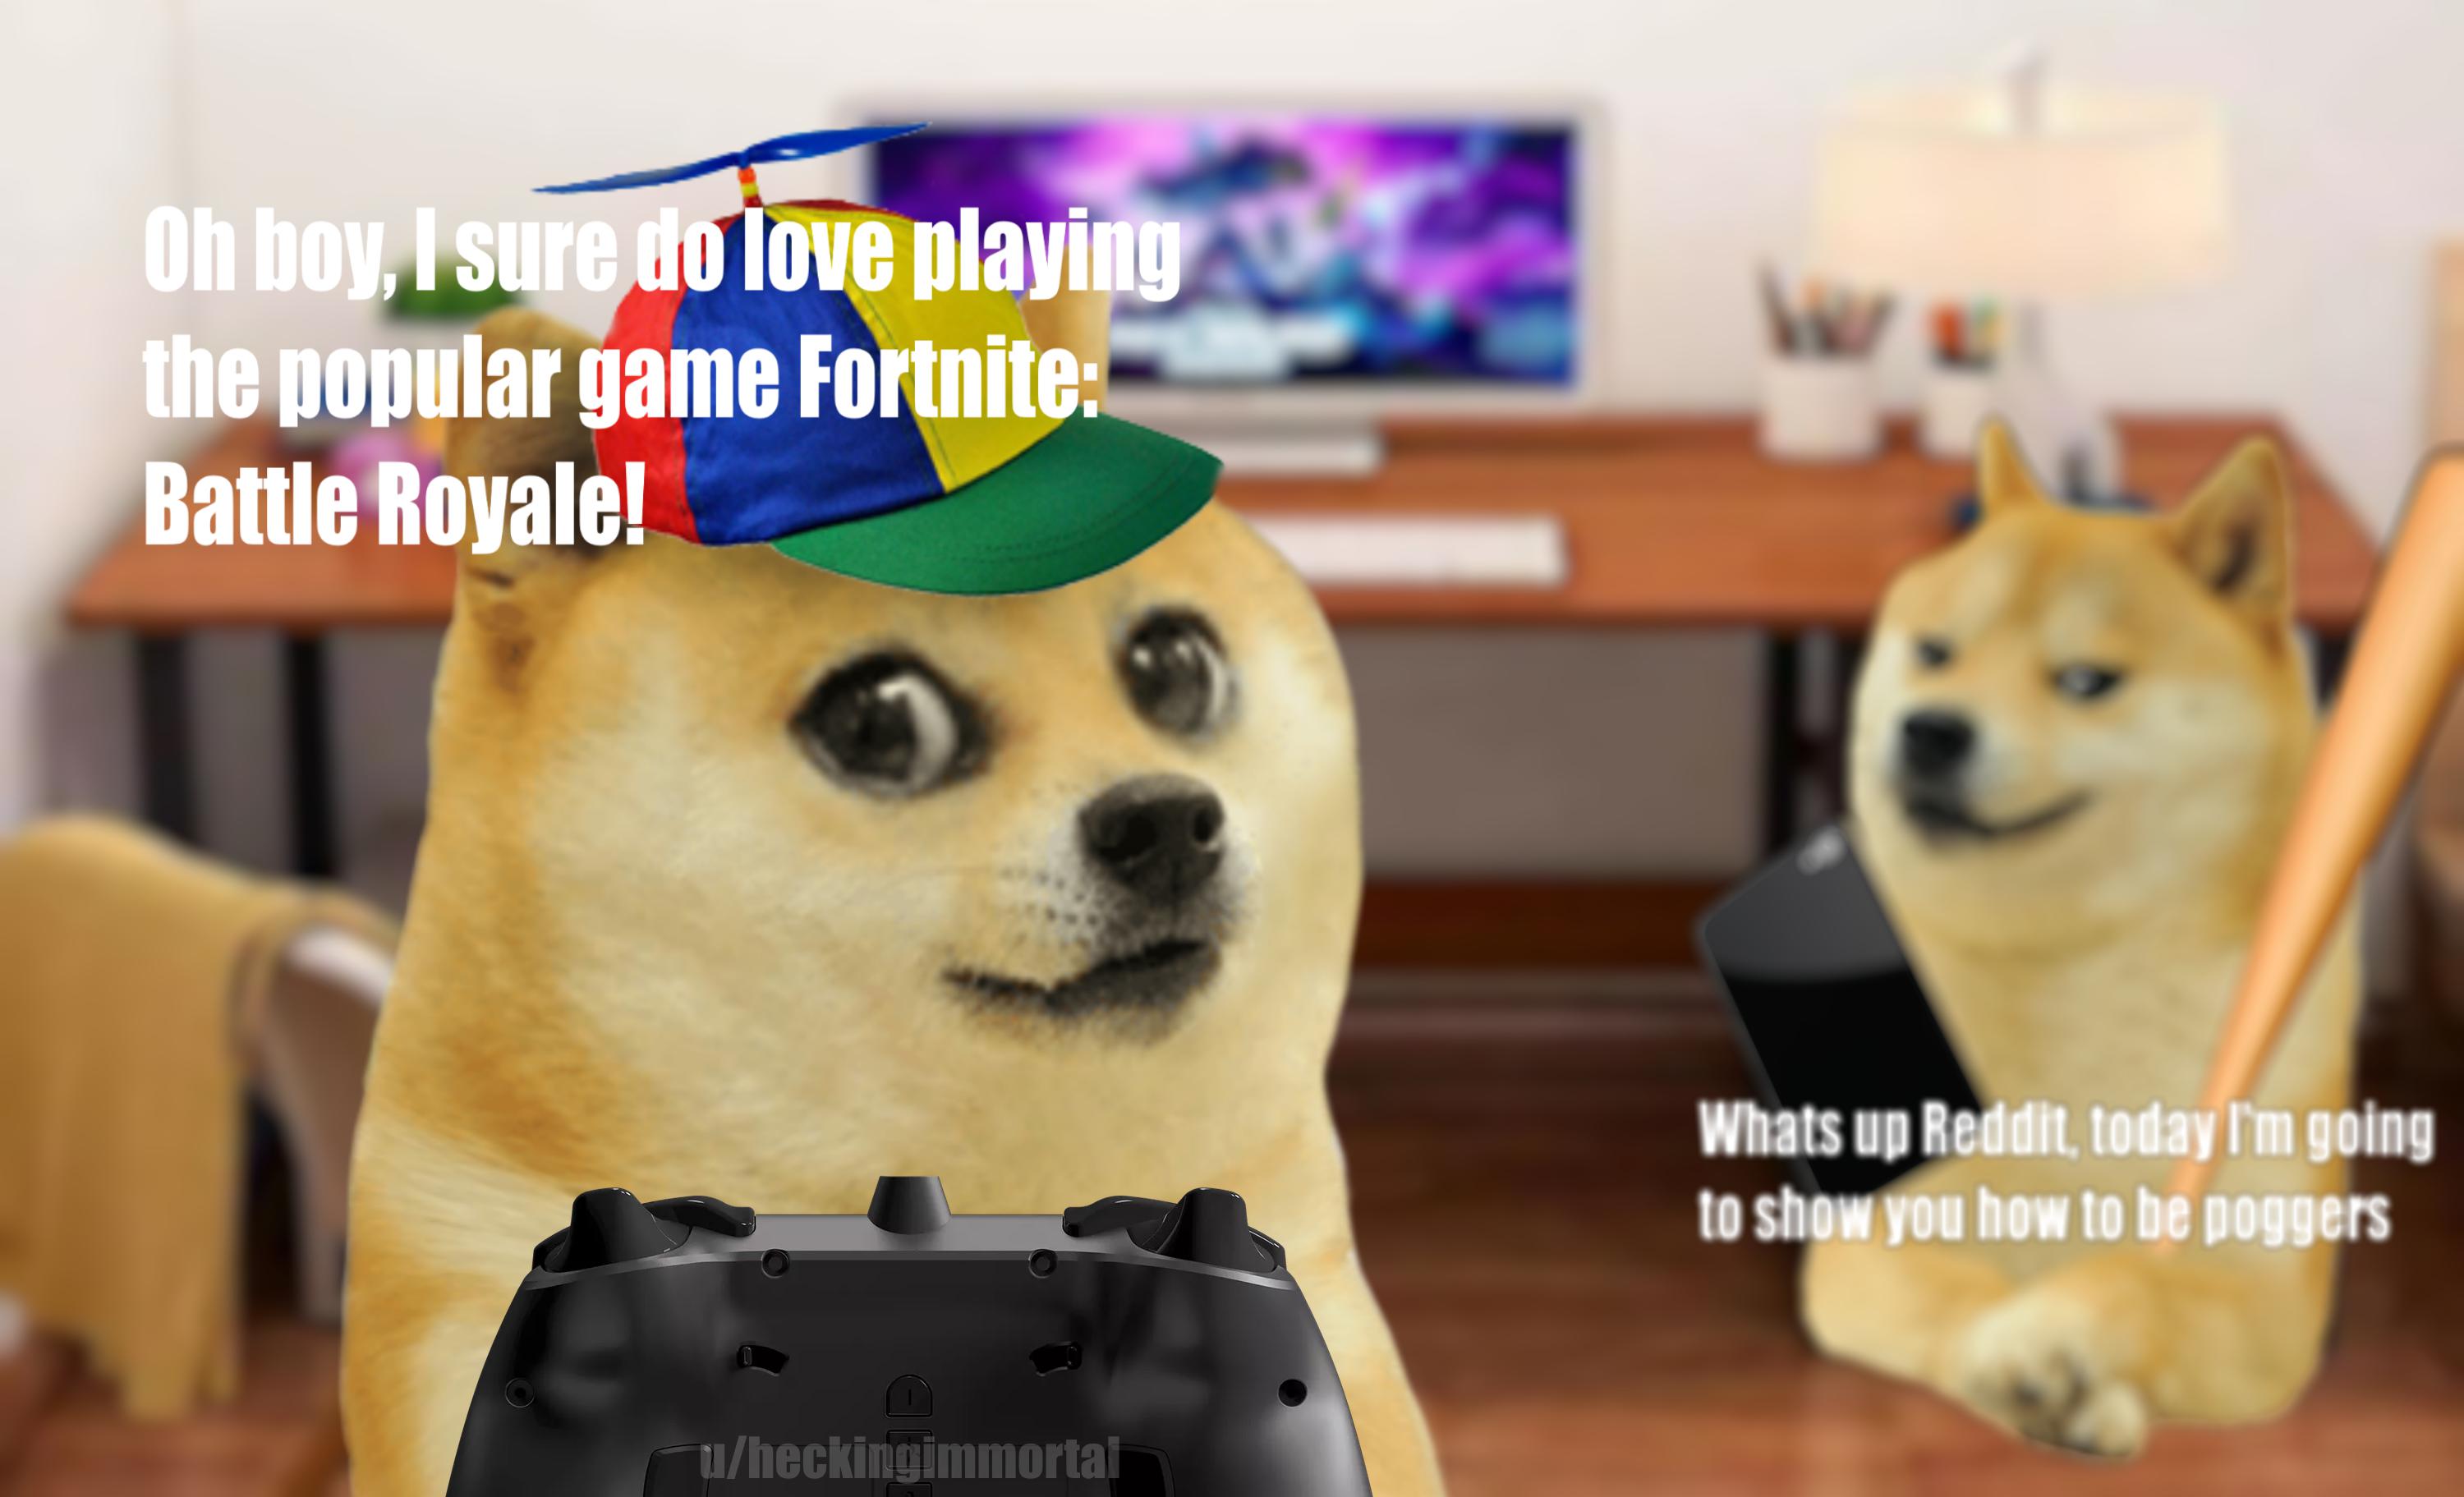 Oh boy, I sure do love playing
the popular game Fortnite:
Battle Royale!
Whats up Reddit, today I'm going
to show you how to be poggers
u/heckingimmortal